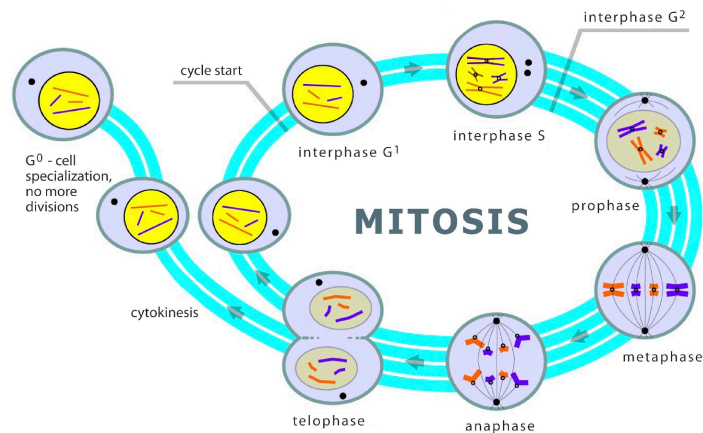 interphase G²
cycle start
interphase S
interphase G¹
G⁰ - cell
specialization,
no more
divisions
prophase
MITOSIS
cytokinesis
metaphase
telophase
anaphase